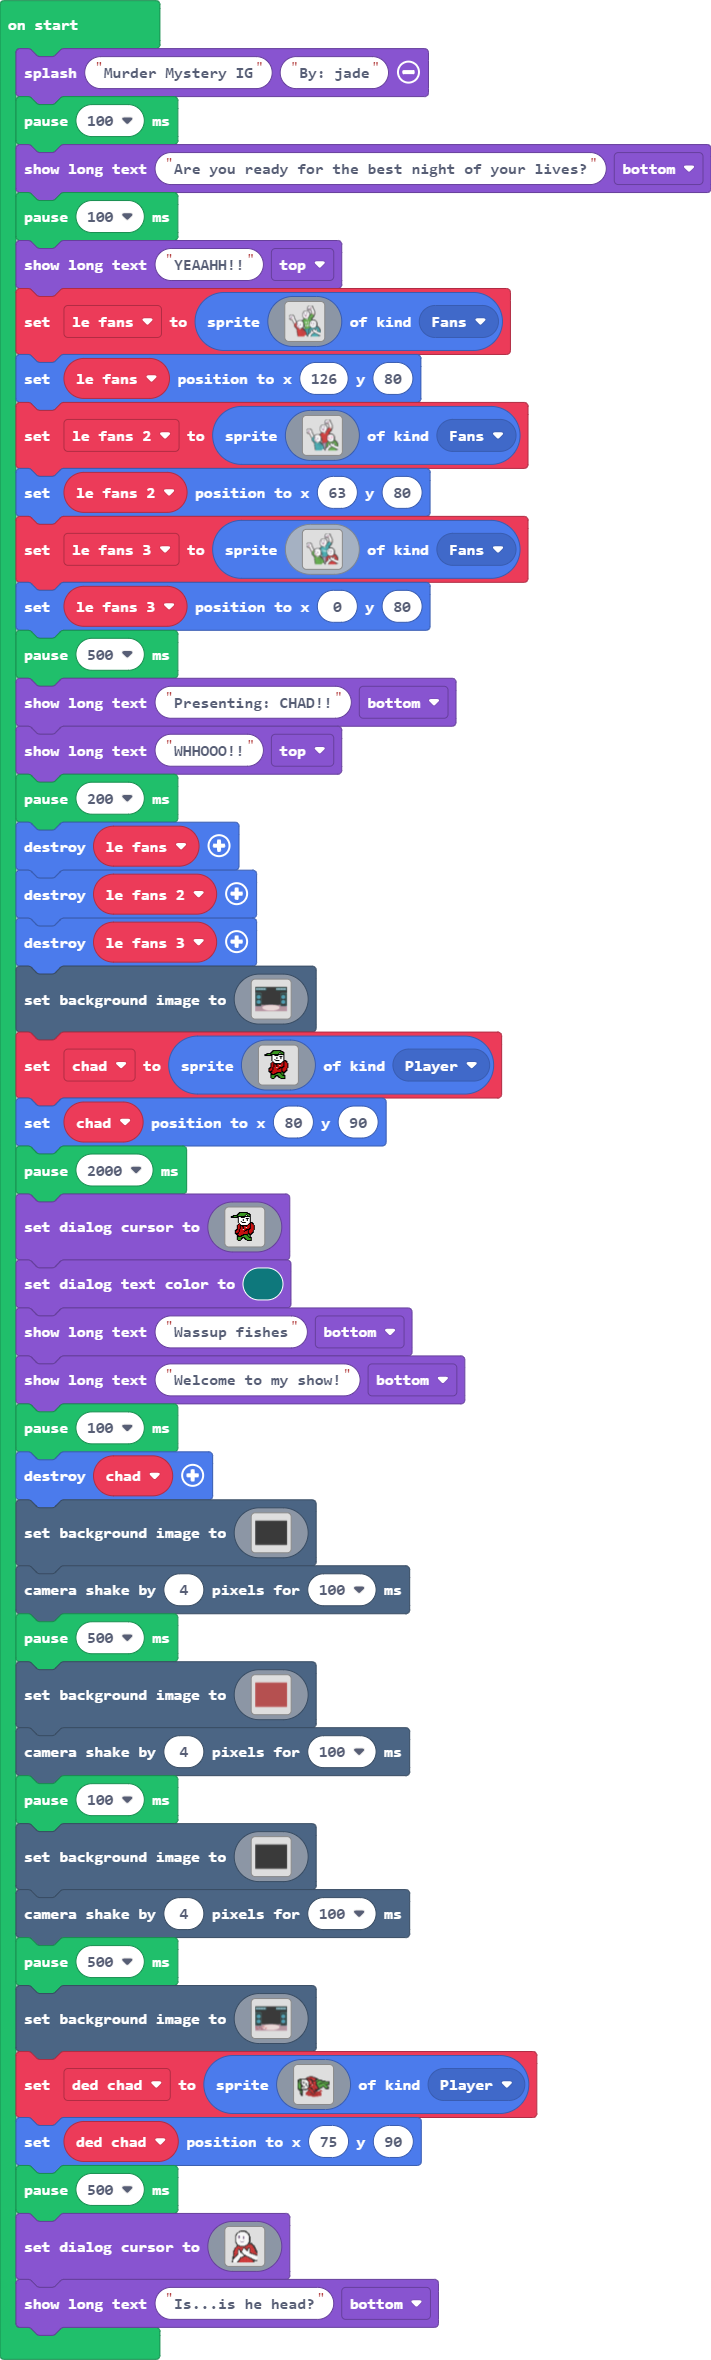 on start
splash "Murder Mystery IG" "By: jade"
pause 100 ms
show long text "Are you ready for the best night of your lives?" bottom
pause 100 ms
show long text "YEAAHH!!" top
set le fans to sprite of kind Fans
set le fans position to x 126 y 80
set le fans 2 to sprite of kind Fans
set le fans 2 position to x 63 y 80
set le fans 3 to sprite of kind Fans
set le fans 3 position to x 0 y 80
pause 500 ms
show long text "Presenting: CHAD!!" bottom
show long text "WHHOOO!!" top
pause 200 ms
destroy le fans
destroy le fans 2
destroy le fans 3
set background image to
set chad to sprite of kind Player
set chad position to x 80 y 90
pause 2000 ms
set dialog cursor to
set dialog text color to
show long text "Wassup fishes" bottom
show long text "Welcome to my show!" bottom
pause 100 ms
destroy chad
set background image to
camera shake by 4 pixels for 100 ms
pause 500 ms
set background image to
camera shake by 4 pixels for 100 ms
pause 100 ms
set background image to
camera shake by 4 pixels for 100 ms
pause 500 ms
set background image to
set ded chad to sprite of kind Player
set ded chad position to x 75 y 90
pause 500 ms
set dialog cursor to
show long text "Is...is he head?" bottom